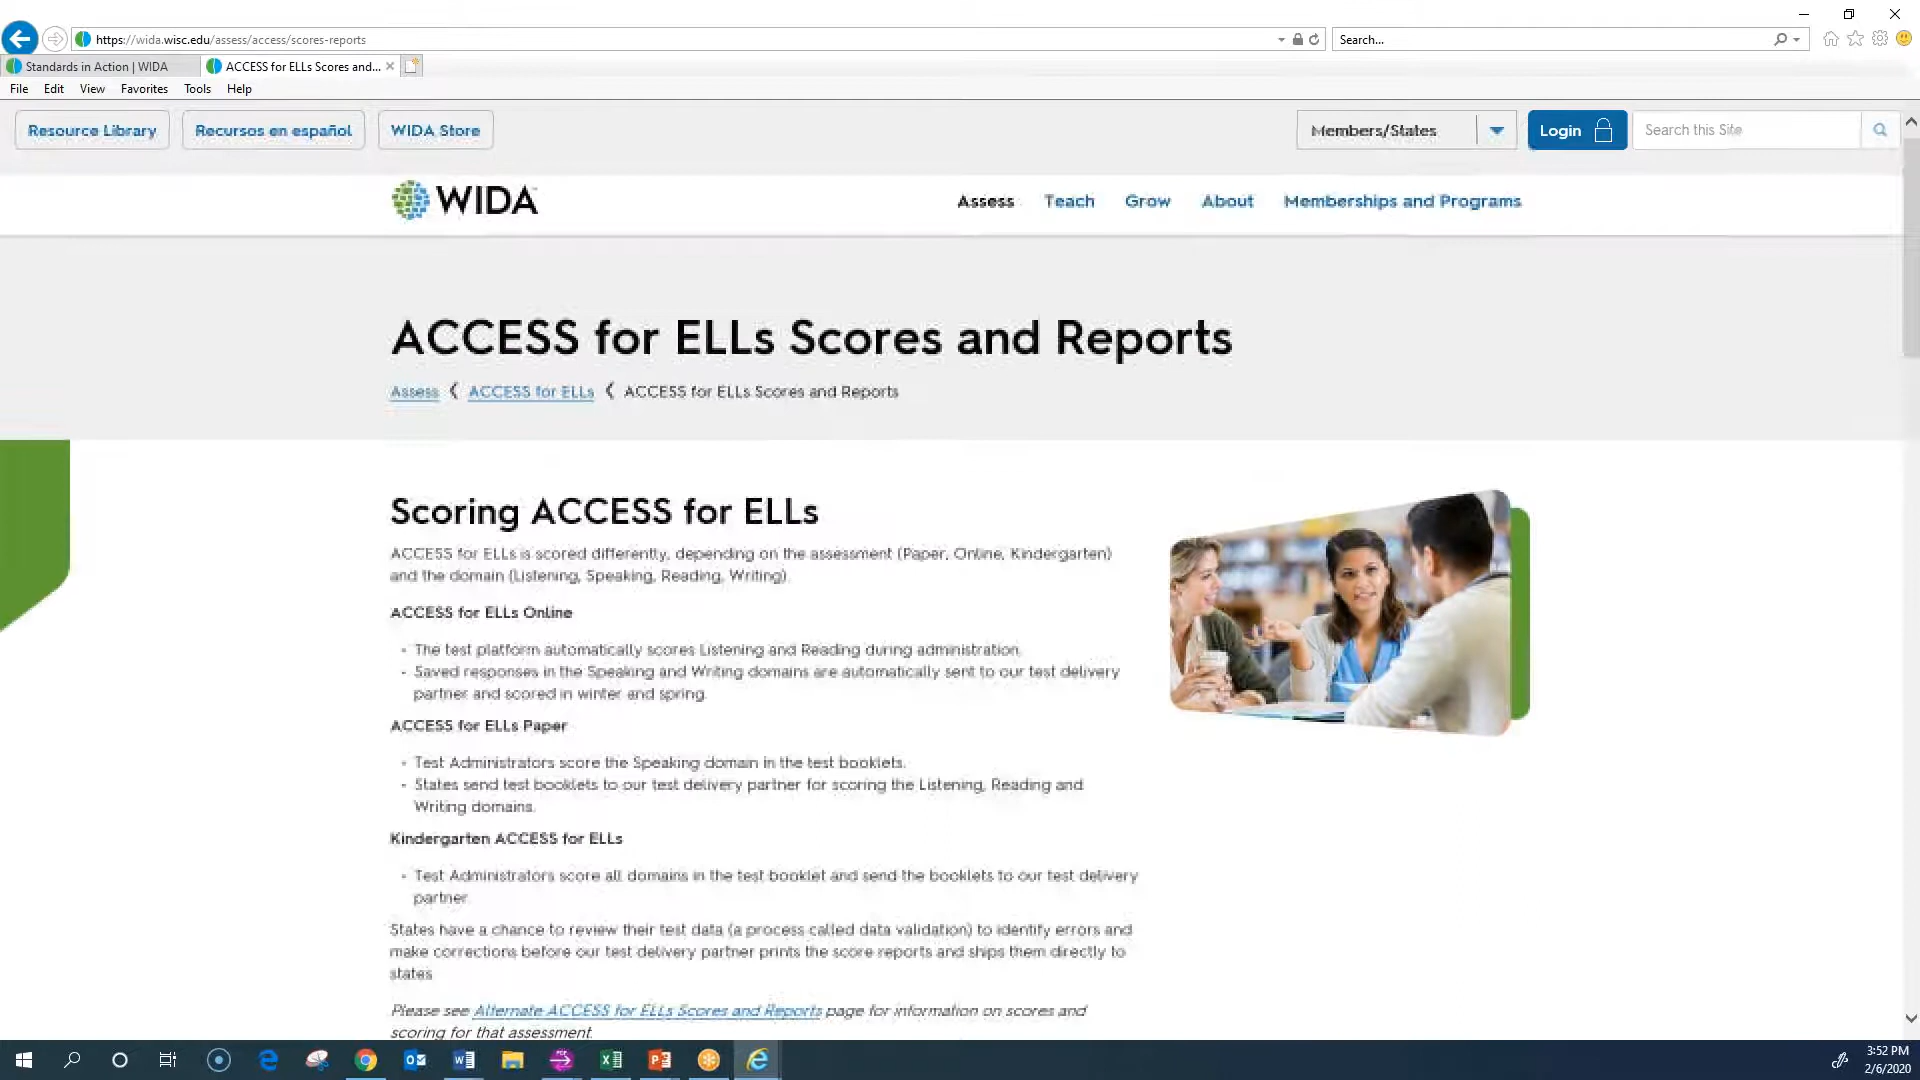 https://wida.wisc.edu/assess/access/scores-reports
Search...
Standards in Action | WIDA
ACCESS for ELLs Scores and...
File Edit View Favorites Tools Help
Resource Library
Recursos en español
WIDA Store
Members/States
Login
Search this Site
WIDA
Assess Teach Grow About Memberships and Programs
ACCESS for ELLs Scores and Reports
Assess ❮ ACCESS for ELLs ❮ ACCESS for ELLs Scores and Reports
Scoring ACCESS for ELLs
ACCESS for ELLs is scored differently, depending on the assessment (Paper, Online, Kindergarten)
and the domain (Listening, Speaking, Reading, Writing)
ACCESS for ELLs Online
- The test platform automatically scores Listening and Reading during administration.
- Saved responses in the Speaking and Writing domains are automatically sent to our test delivery
partner and scored in winter and spring.
ACCESS for ELLs Paper
- Test Administrators score the Speaking domain in the test booklets.
- States send test booklets to our test delivery partner for scoring the Listening, Reading and
Writing domains.
Kindergarten ACCESS for ELLs
- Test Administrators score all domains in the test booklet and send the booklets to our test delivery
partner
States have a chance to review their test data (a process called data validation) to identify errors and
make corrections before our test delivery partner prints the score reports and ships them directly to
states
Please see Alternate ACCESS for ELLs Scores and Reports page for information on scores and
scoring for that assessment.
3:52 PM
2/6/2020